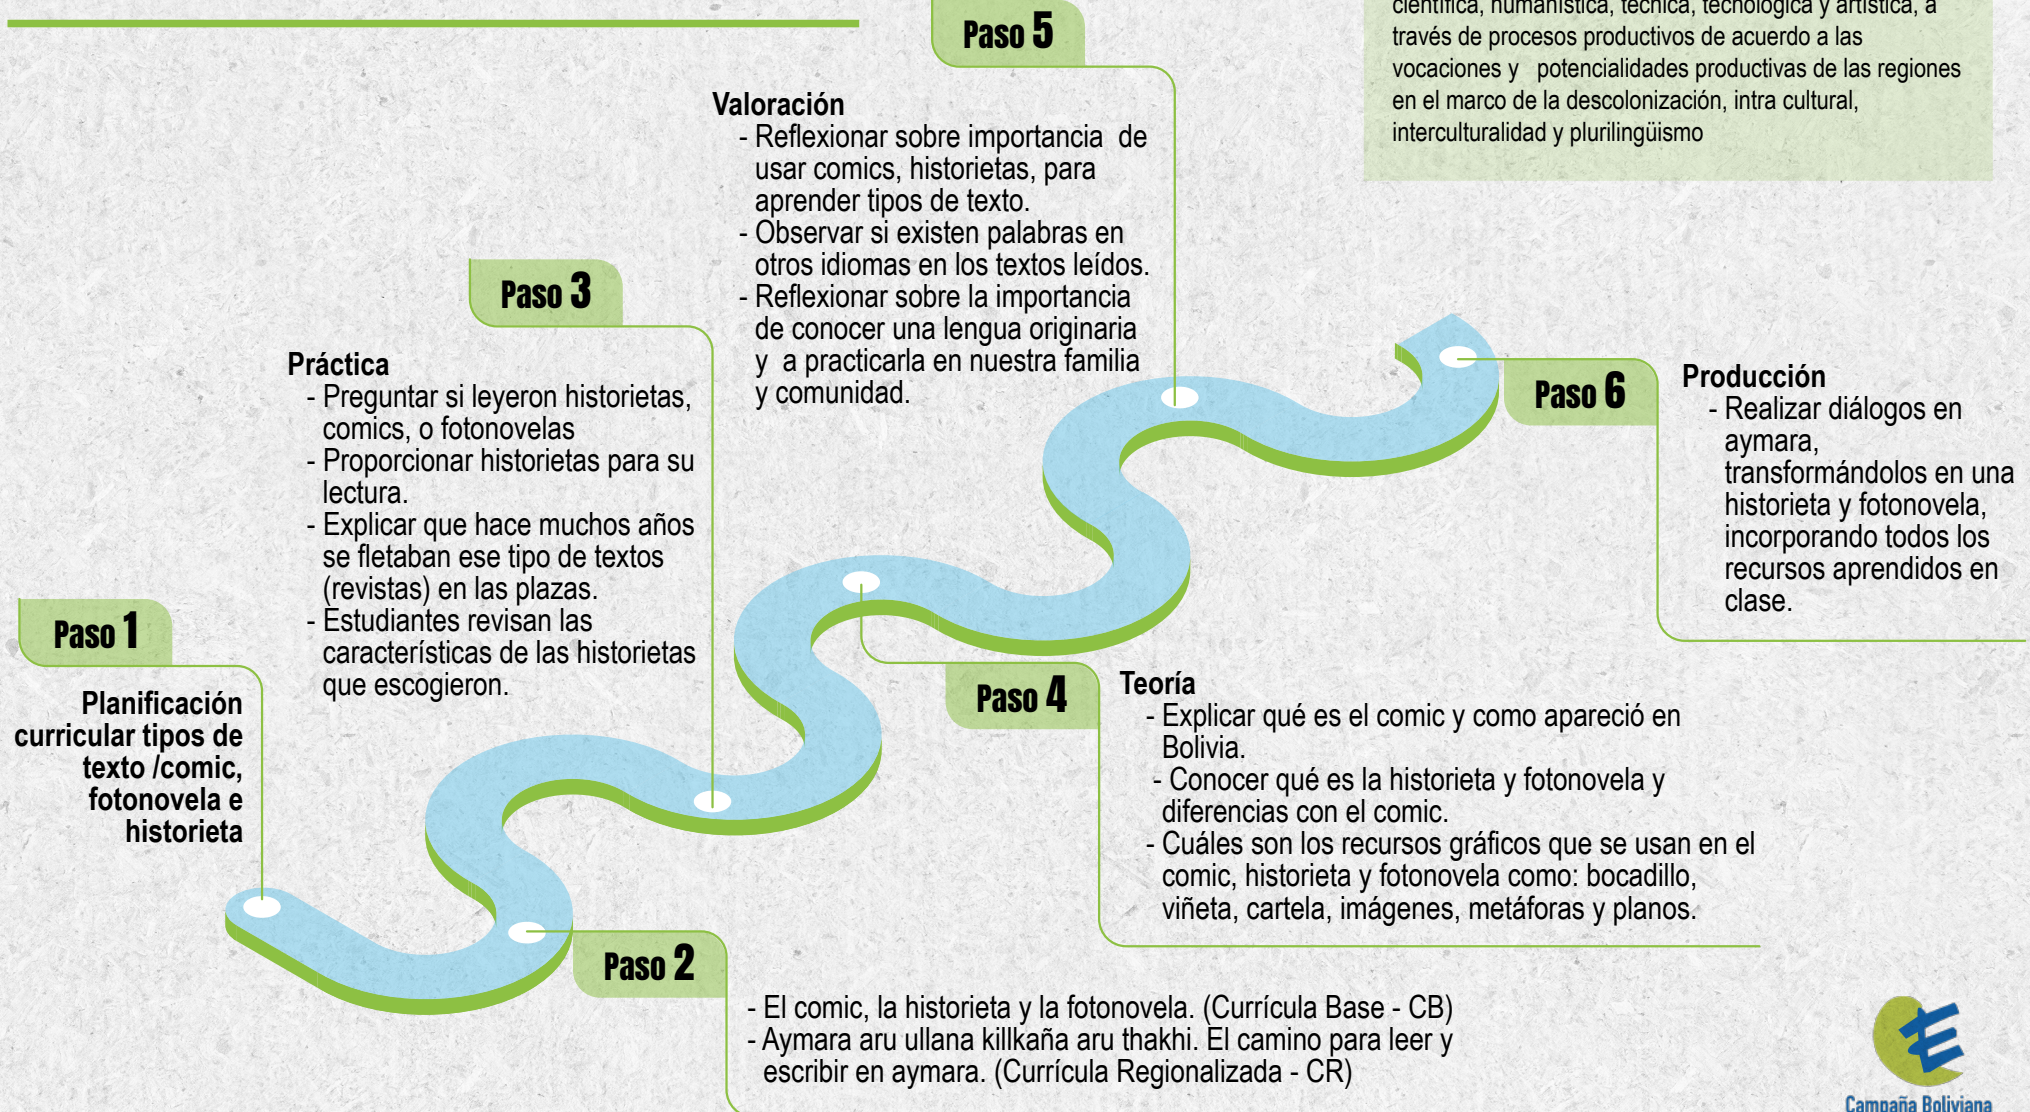 científica, humanística, técnica, tecnológica y artística, a
través de procesos productivos de acuerdo a las
vocaciones y potencialidades productivas de las regiones
en el marco de la descolonización, intra cultural,
interculturalidad y plurilingüismo
Paso 1
Planificación
curricular tipos de
texto /comic,
fotonovela e
historieta
Paso 2
- El comic, la historieta y la fotonovela. (Currícula Base - CB)
- Aymara aru ullana killkaña aru thakhi. El camino para leer y
escribir en aymara. (Currícula Regionalizada - CR)
Paso 3
Práctica
- Preguntar si leyeron historietas,
comics, o fotonovelas
- Proporcionar historietas para su
lectura.
- Explicar que hace muchos años
se fletaban ese tipo de textos
(revistas) en las plazas.
- Estudiantes revisan las
características de las historietas
que escogieron.
Paso 4
Teoría
- Explicar qué es el comic y como apareció en
Bolivia.
- Conocer qué es la historieta y fotonovela y
diferencias con el comic.
- Cuáles son los recursos gráficos que se usan en el
comic, historieta y fotonovela como: bocadillo,
viñeta, cartela, imágenes, metáforas y planos.
Paso 5
Valoración
- Reflexionar sobre importancia de
usar comics, historietas, para
aprender tipos de texto.
- Observar si existen palabras en
otros idiomas en los textos leídos.
- Reflexionar sobre la importancia
de conocer una lengua originaria
y a practicarla en nuestra familia
y comunidad.
Paso 6
Producción
- Realizar diálogos en
aymara,
transformándolos en una
historieta y fotonovela,
incorporando todos los
recursos aprendidos en
clase.
Campaña Boliviana